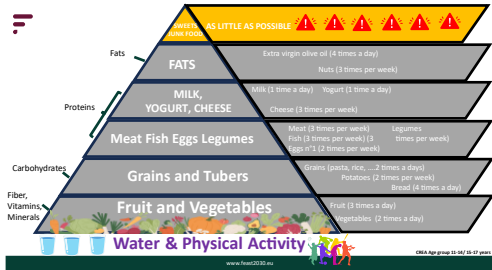 SWEETS
JUNK FOOD
AS LITTLE AS POSSIBLE
Fats
FATS
Extra virgin olive oil (4 times a day)
Nuts (3 times per week)
Proteins
MILK,
YOGURT, CHEESE
Milk (1 time a day) Yogurt (1 time a day)
Cheese (3 times per week)
Meat Fish Eggs Legumes
Meat (3 times per week) Legumes
Fish (3 times per week) (3 times per week)
Eggs n°1 (2 times per week)
Carbohydrates
Grains and Tubers
Grains (pasta, rice, ....2 times a days)
Potatoes (2 times per week)
Bread (4 times a day)
Fiber,
Vitamins,
Minerals
Fruit and Vegetables
Fruit (3 times a day)
Vegetables (2 times a day)
Water & Physical Activity
CREA Age group 11-14/ 15-17 years
www.feast2030.eu